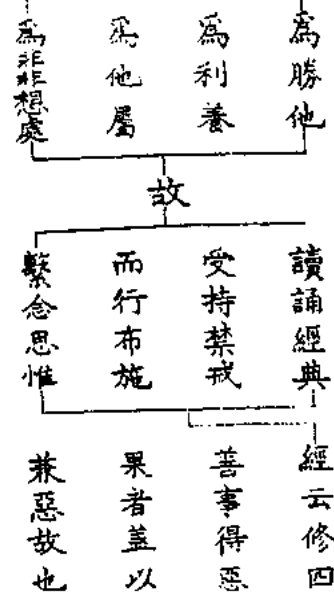 為勝他
為利養
為他屬
為非非想處
故
讀誦經典
受持禁戒
而行布施
繫念思惟
經云修四
善事得惡
果者蓋以
兼惡故也